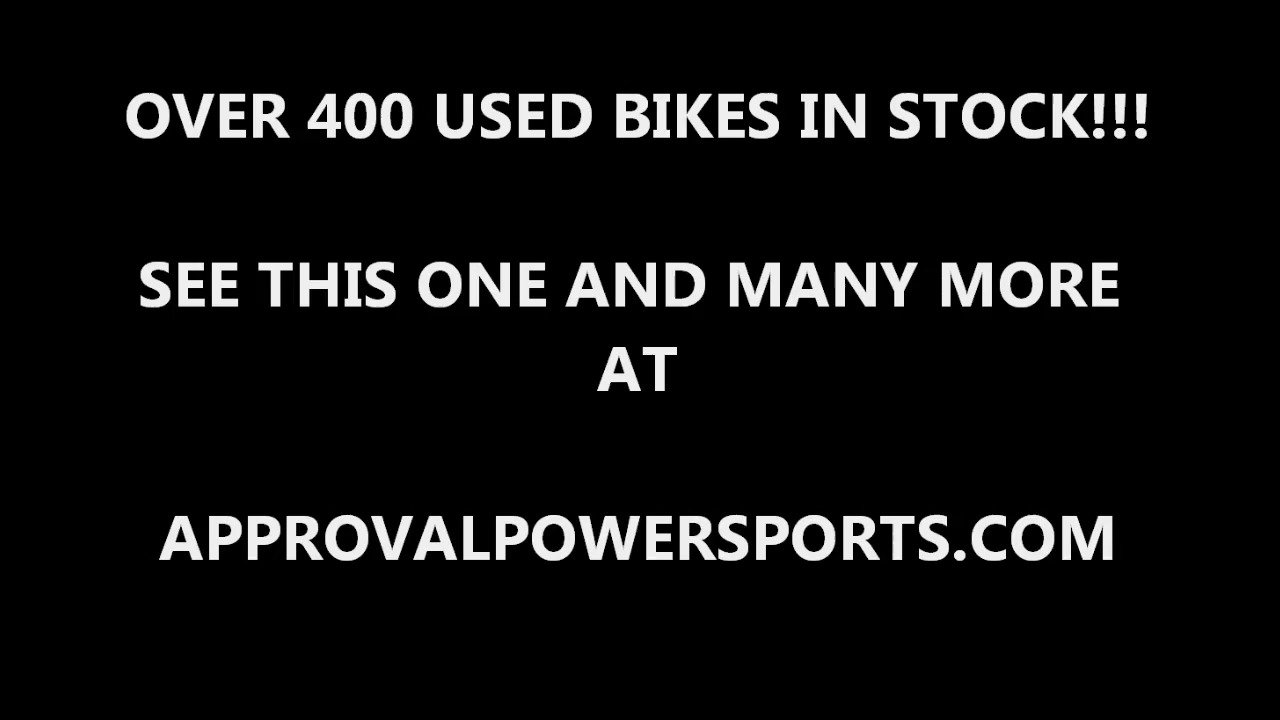 OVER 400 USED BIKES IN STOCK!!!
SEE THIS ONE AND MANY MORE
AT
APPROVALPOWERSPORTS.COM